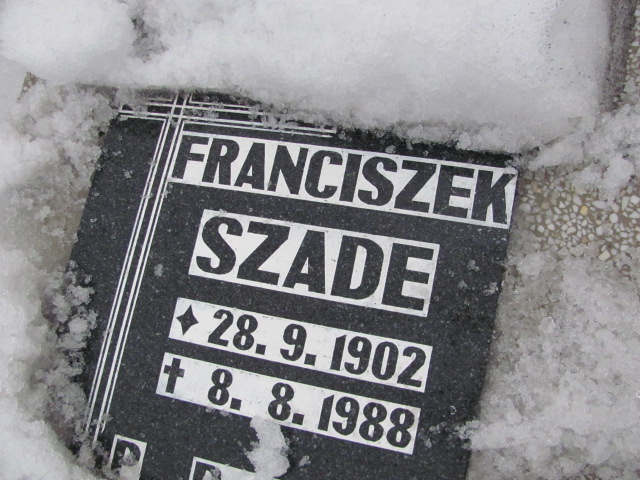 FRANCISZEK
SZADE
✦ 28. 9. 1902
✝ 8. 8. 1988